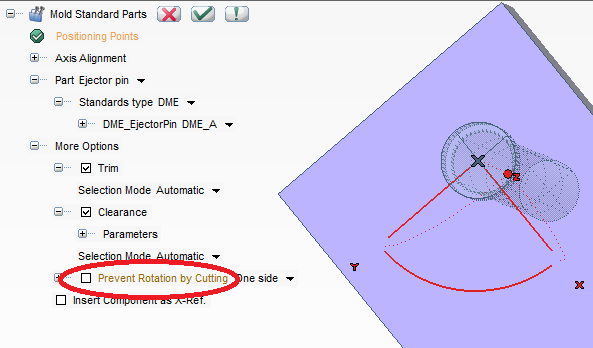 Mold Standard Parts
Positioning Points
Axis Alignment
Part Ejector pin
Standards type DME
DME_EjectorPin DME_A
More Options
Trim
Selection Mode Automatic
Clearance
Parameters
Selection Mode Automatic
Prevent Rotation by Cutting One side
Insert Component as X-Ref.
Z
Y
X